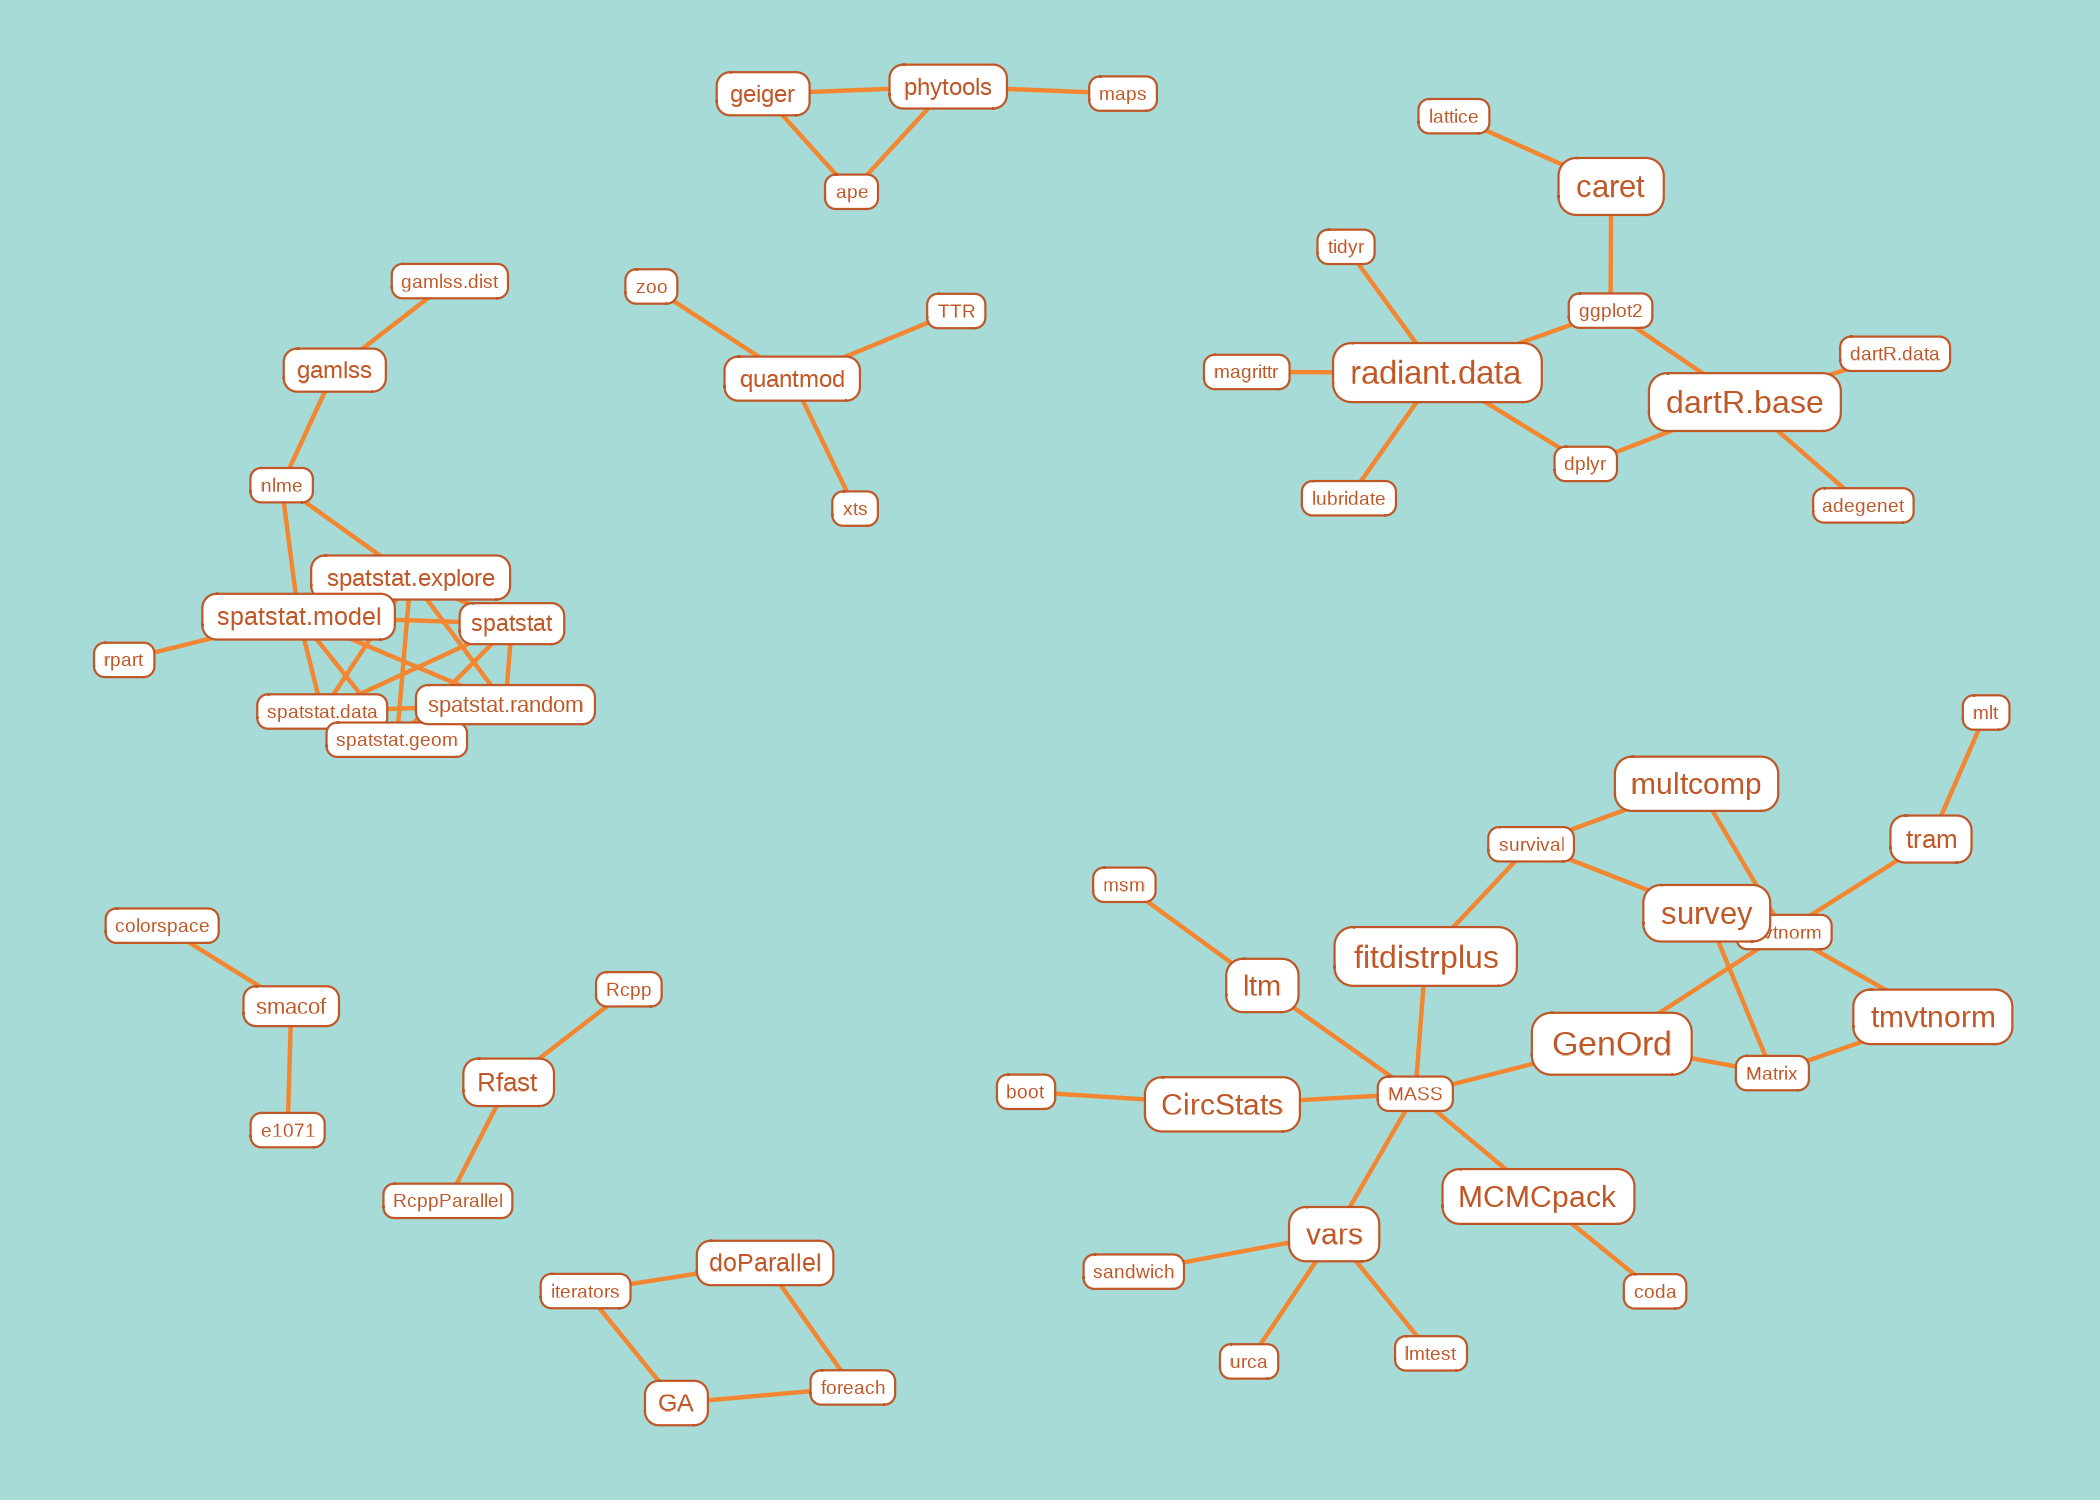 geiger
phytools
maps
ape
lattice
caret
tidyr
ggplot2
gamlss.dist
zoo
TTR
gamlss
quantmod
magrittr
radiant.data
dartR.data
dartR.base
dplyr
nlme
xts
lubridate
adegenet
spatstat.explore
spatstat.model
spatstat
rpart
spatstat.data
spatstat.random
spatstat.geom
mlt
multcomp
tram
survival
msm
survey
vtnorm
colorspace
fitdistrplus
ltm
smacof
Rcpp
tmvtnorm
GenOrd
Matrix
Rfast
boot
CircStats
MASS
e1071
RcppParallel
MCMCpack
vars
doParallel
sandwich
iterators
coda
urca
lmtest
GA
foreach